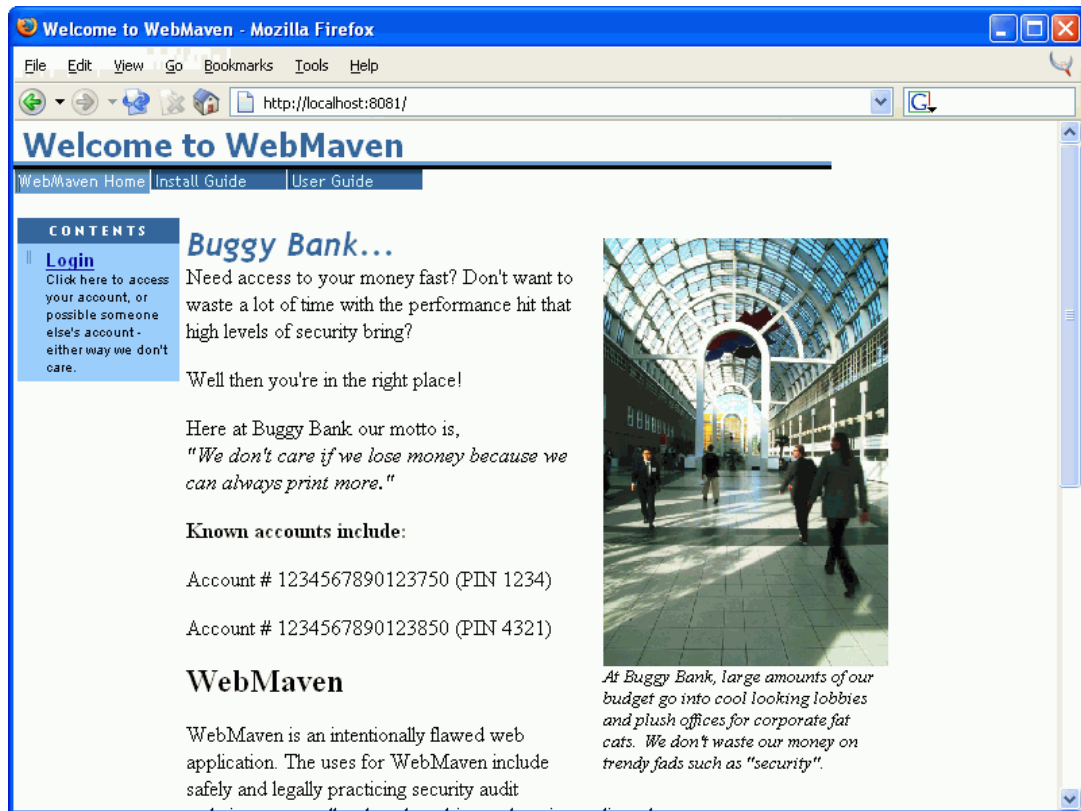 Welcome to WebMaven - Mozilla Firefox
File Edit View Go Bookmarks Tools Help
http://localhost:8081/
G
Welcome to WebMaven
WebMaven Home Install Guide User Guide
CONTENTS
Login
Click here to access
your account, or
possible someone
else's account -
either way we don't
care.
Buggy Bank...
Need access to your money fast? Don't want to
waste a lot of time with the performance hit that
high levels of security bring?
Well then you're in the right place!
Here at Buggy Bank our motto is,
"We don't care if we lose money because we
can always print more."
Known accounts include:
Account # 1234567890123750 (PIN 1234)
Account # 1234567890123850 (PIN 4321)
WebMaven
WebMaven is an intentionally flawed web
application. The uses for WebMaven include
safely and legally practicing security audit
At Buggy Bank, large amounts of our
budget go into cool looking lobbies
and plush offices for corporate fat
cats. We don't waste our money on
trendy fads such as "security".